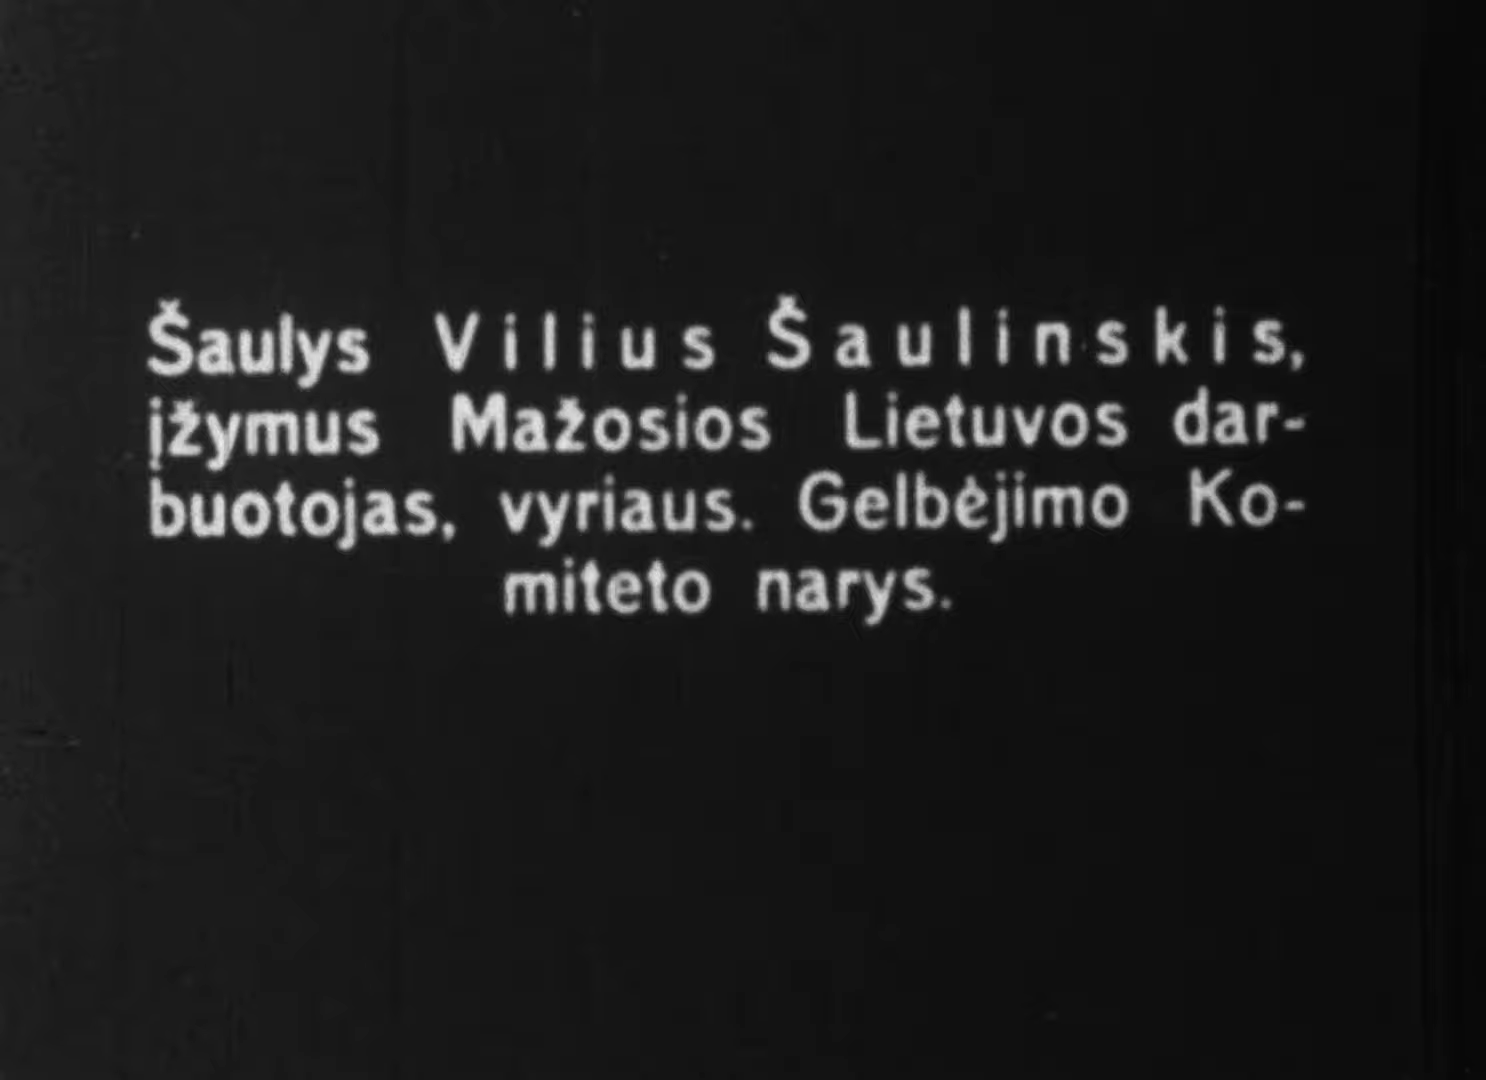 Šaulys Vilius Šaulinskis,
įžymus Mažosios Lietuvos dar-
buotojas, vyriaus. Gelbėjimo Ko-
miteto narys.